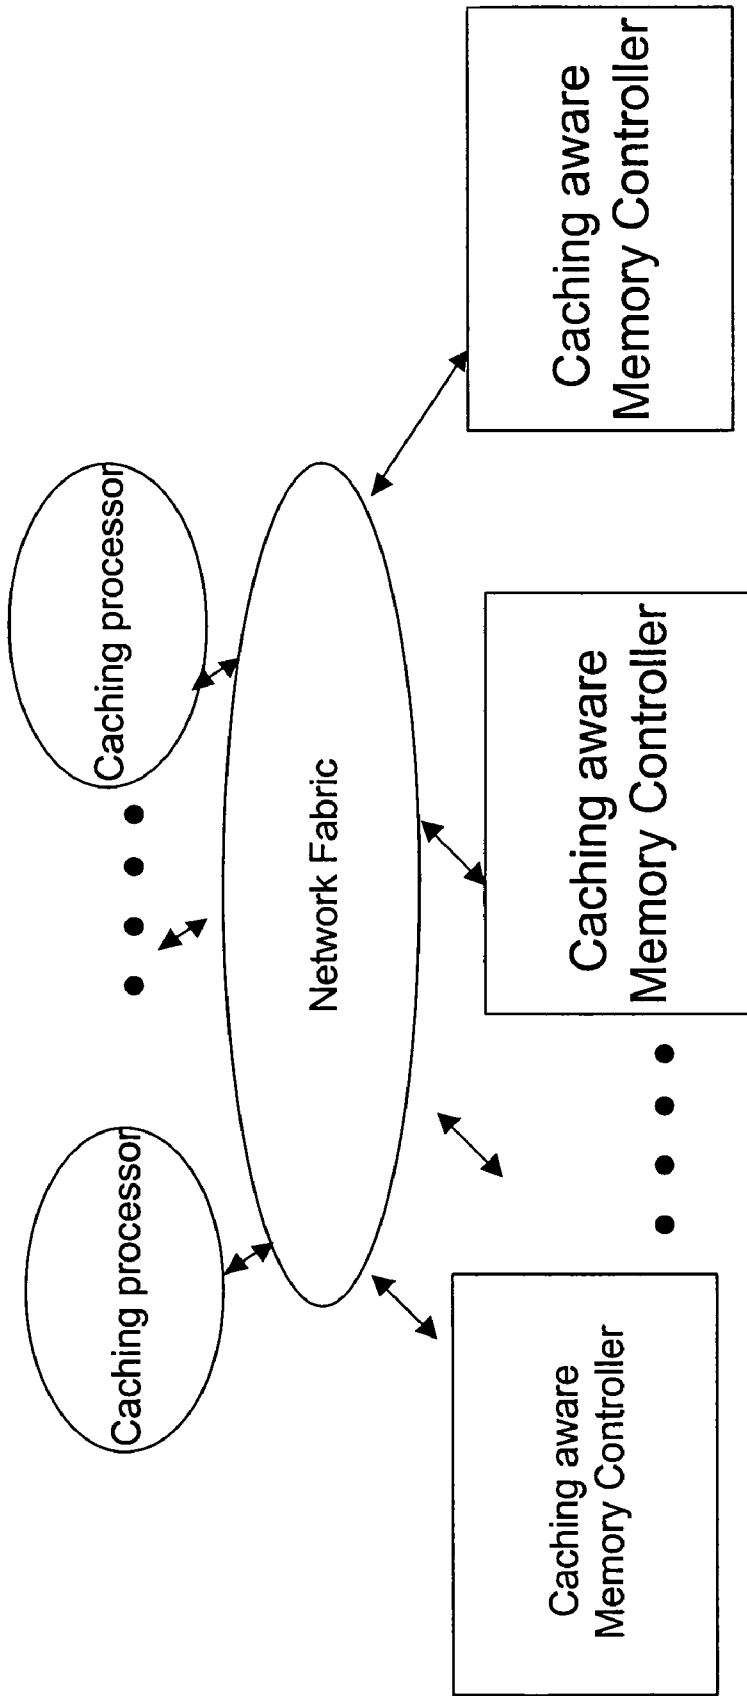 Caching processor
Caching processor
Network Fabric
Caching aware
Memory Controller
Caching aware
Memory Controller
Caching aware
Memory Controller